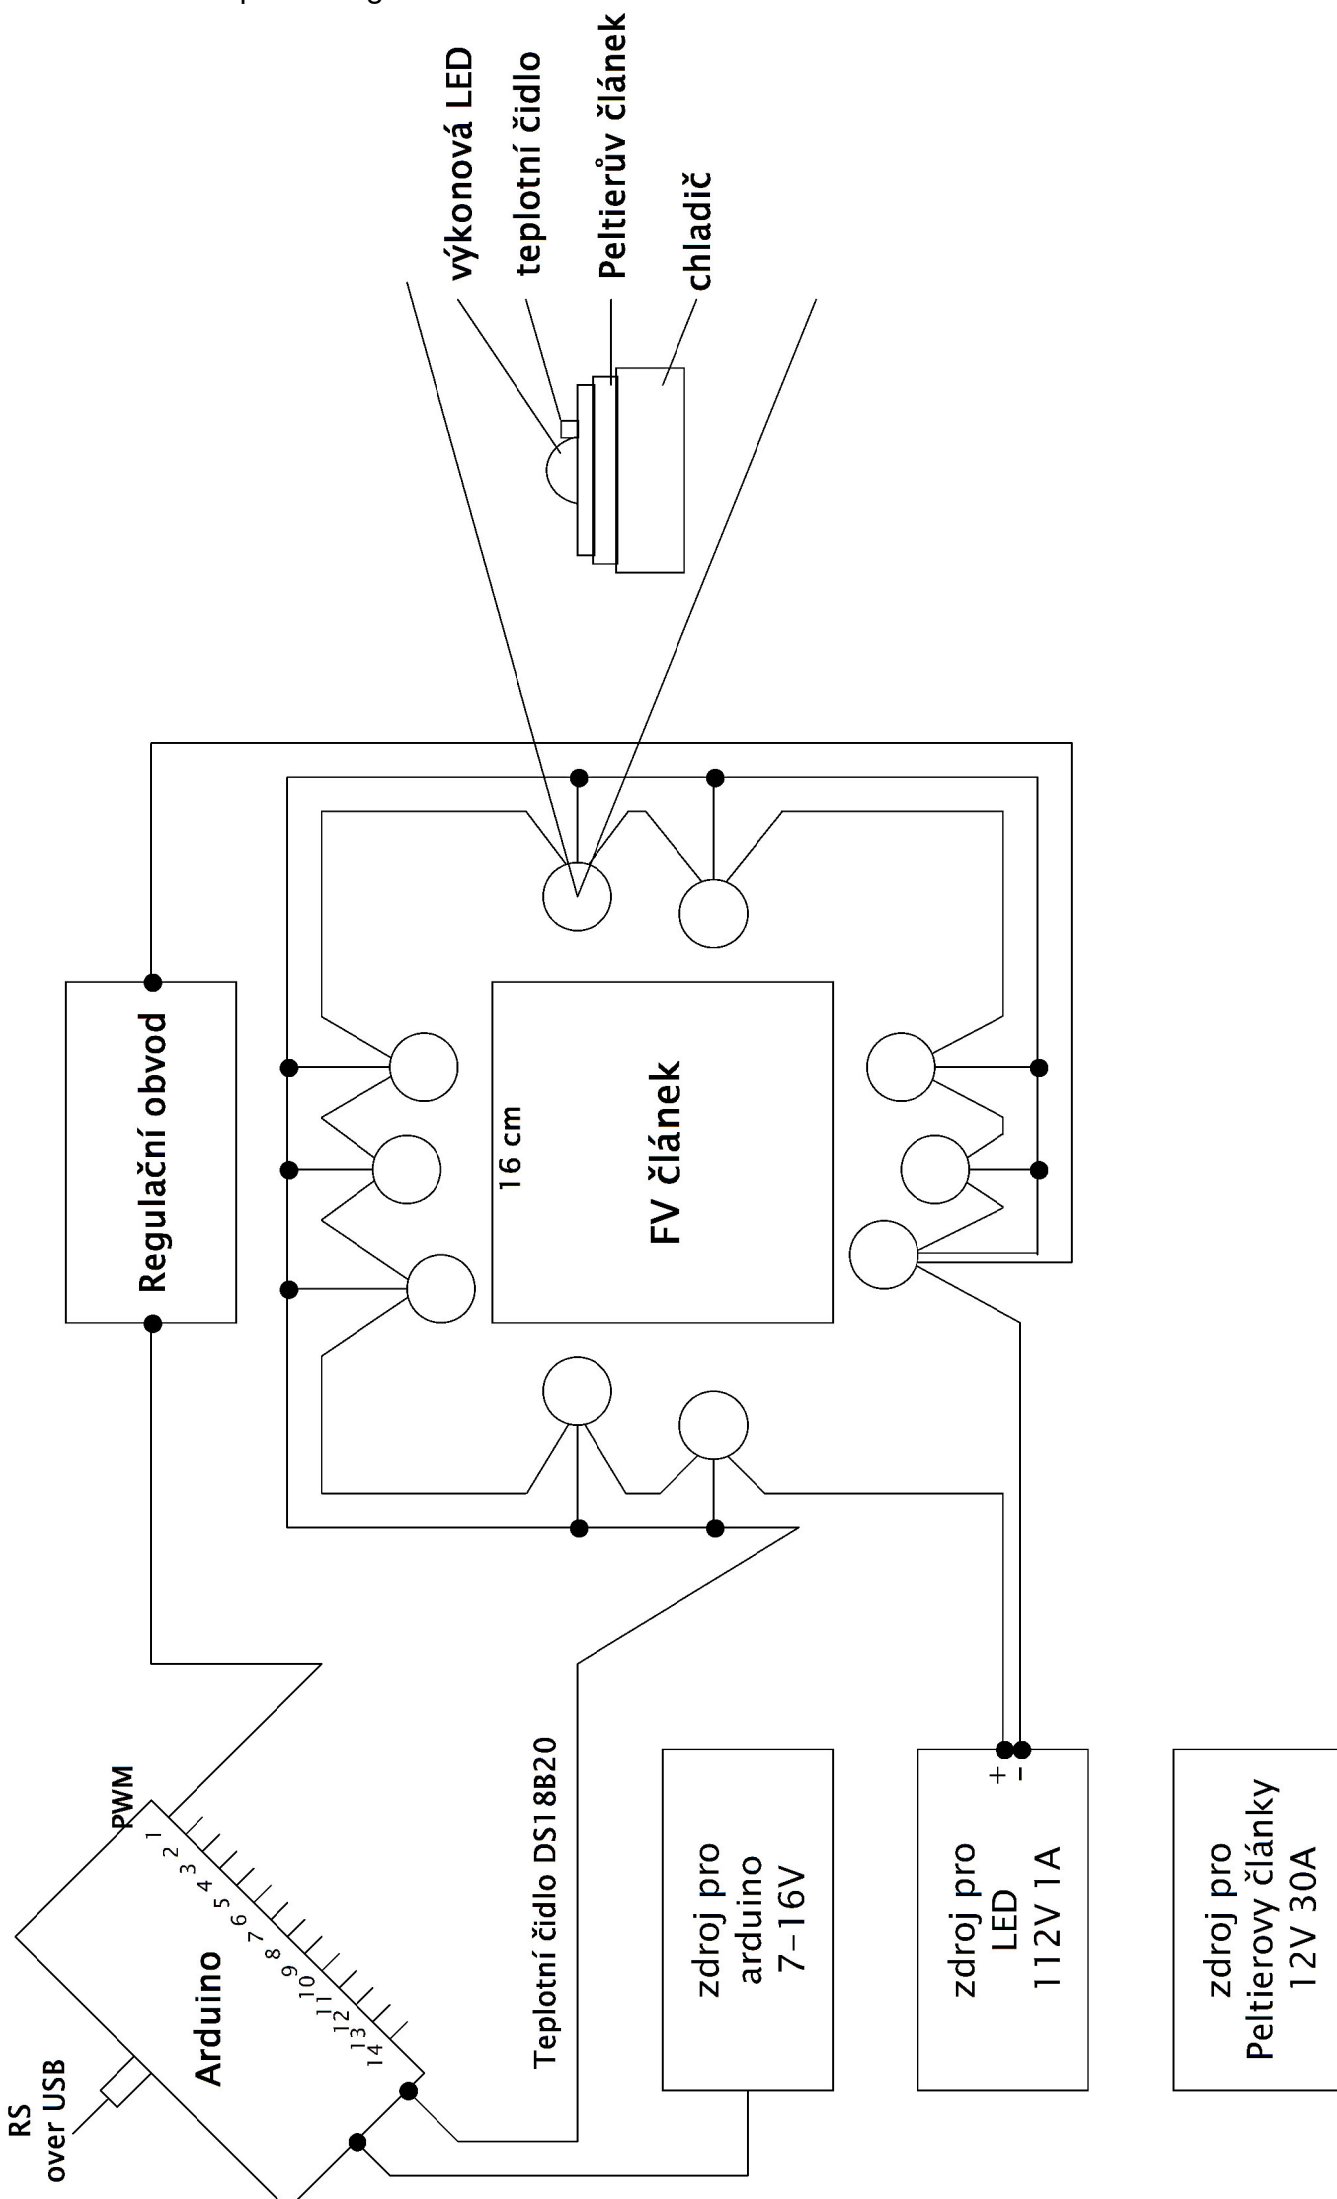 výkonová LED
teplotní čidlo
Peltierův článek
chladič
Regulační obvod
16 cm
FV článek
PWM
1
2
3
4
5
6
7
8
9
10
11
12
13
14
Arduino
RS
over USB
Teplotní čidlo DS18B20
zdroj pro
arduino
7-16V
+
-
zdroj pro
LED
112V 1A
zdroj pro
Peltierovy články
12V 30A